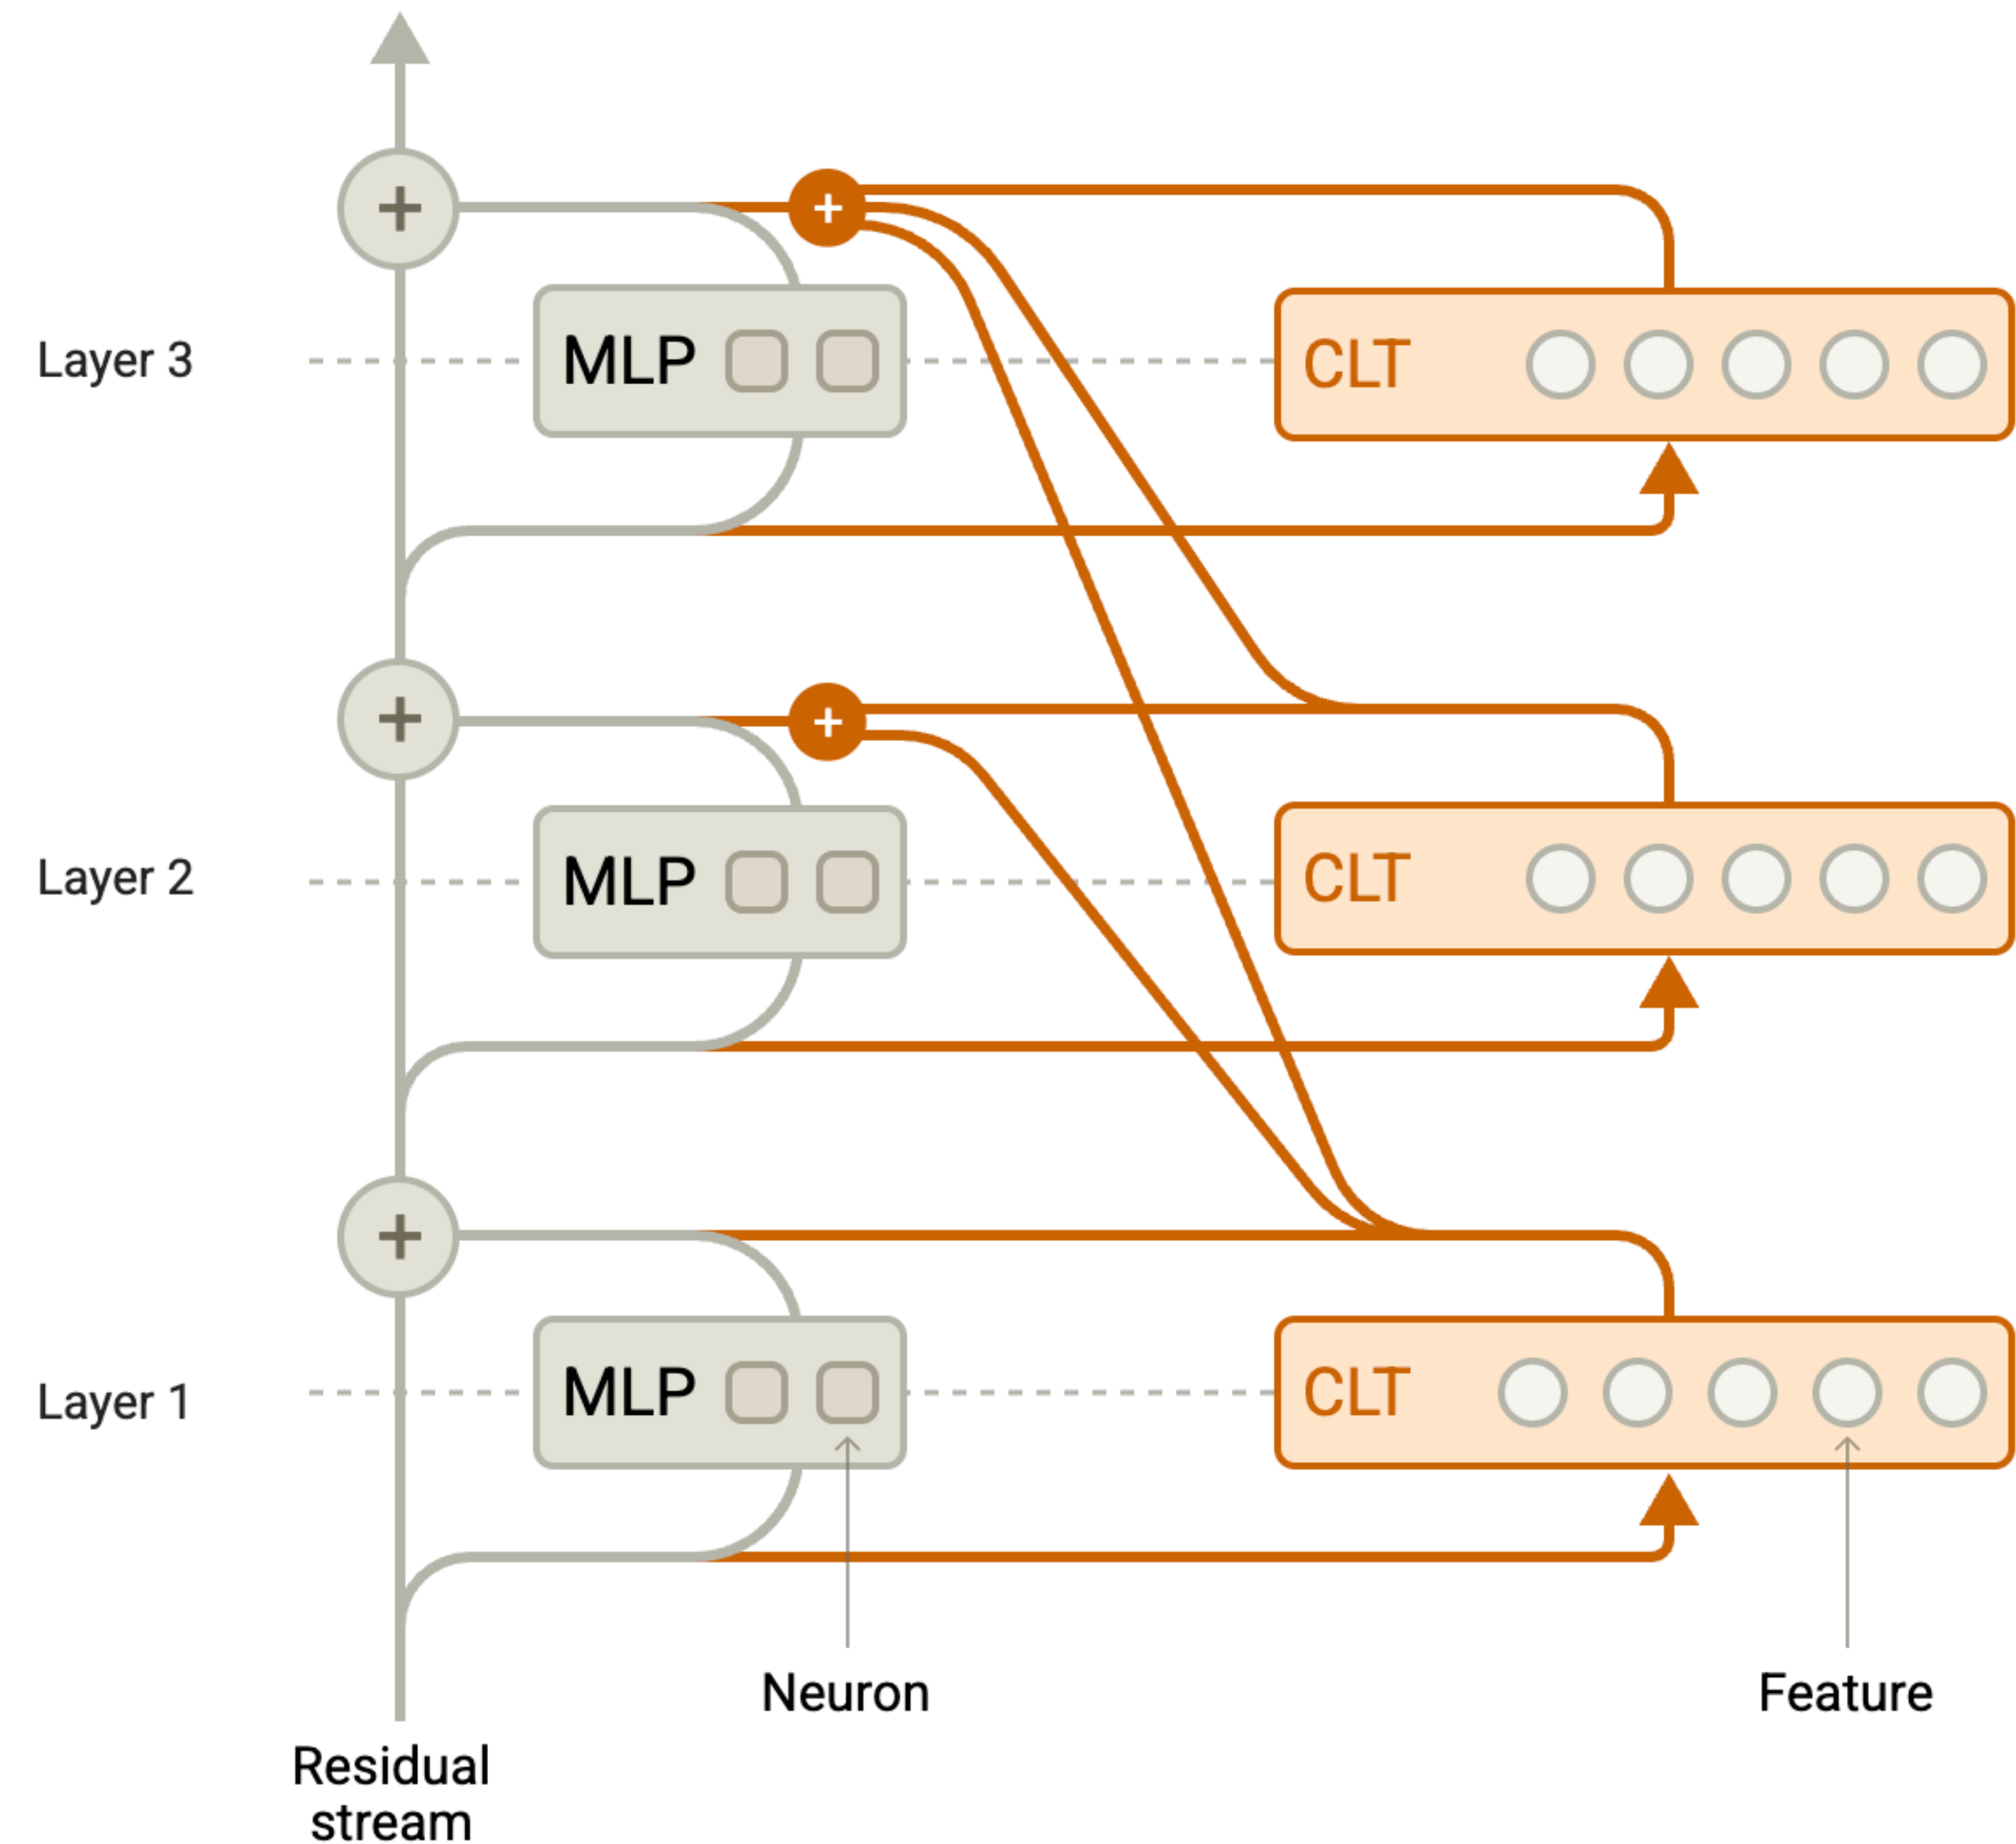 +
+
Layer 3
MLP
CLT
+
+
Layer 2
MLP
CLT
+
Layer 1
MLP
CLT
Neuron
Feature
Residual
stream